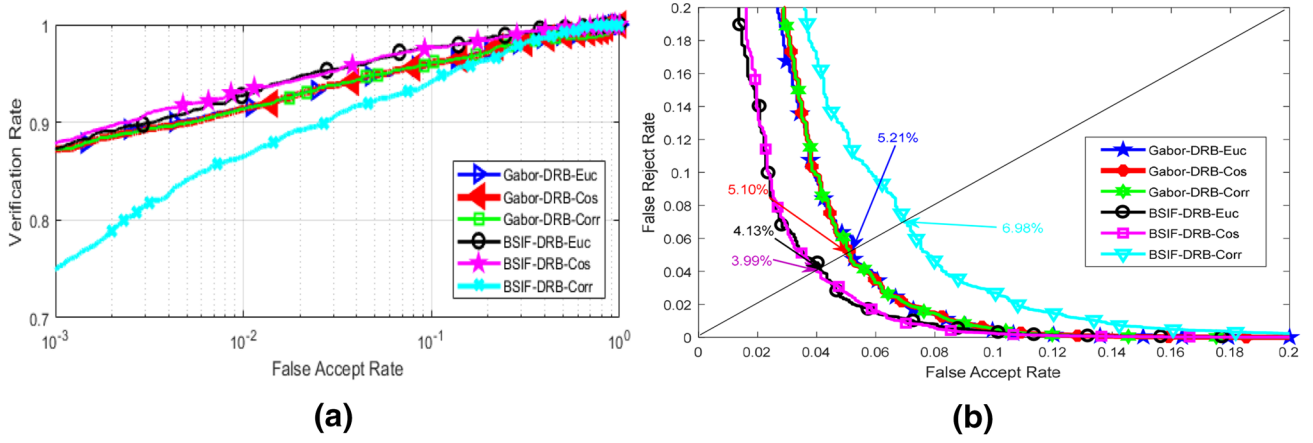 1
0.9
0.8
0.7
Verification Rate
10^-3
10^-2
10^-1
10^0
False Accept Rate
Gabor-DRB-Euc
Gabor-DRB-Cos
Gabor-DRB-Corr
BSIF-DRB-Euc
BSIF-DRB-Cos
BSIF-DRB-Corr
(a)
0.2
0.18
0.16
0.14
0.12
0.1
0.08
0.06
0.04
0.02
0
False Reject Rate
5.21%
5.10%
4.13%
3.99%
6.98%
Gabor-DRB-Euc
Gabor-DRB-Cos
Gabor-DRB-Corr
BSIF-DRB-Euc
BSIF-DRB-Cos
BSIF-DRB-Corr
0 0.02 0.04 0.06 0.08 0.1 0.12 0.14 0.16 0.18 0.2
False Accept Rate
(b)